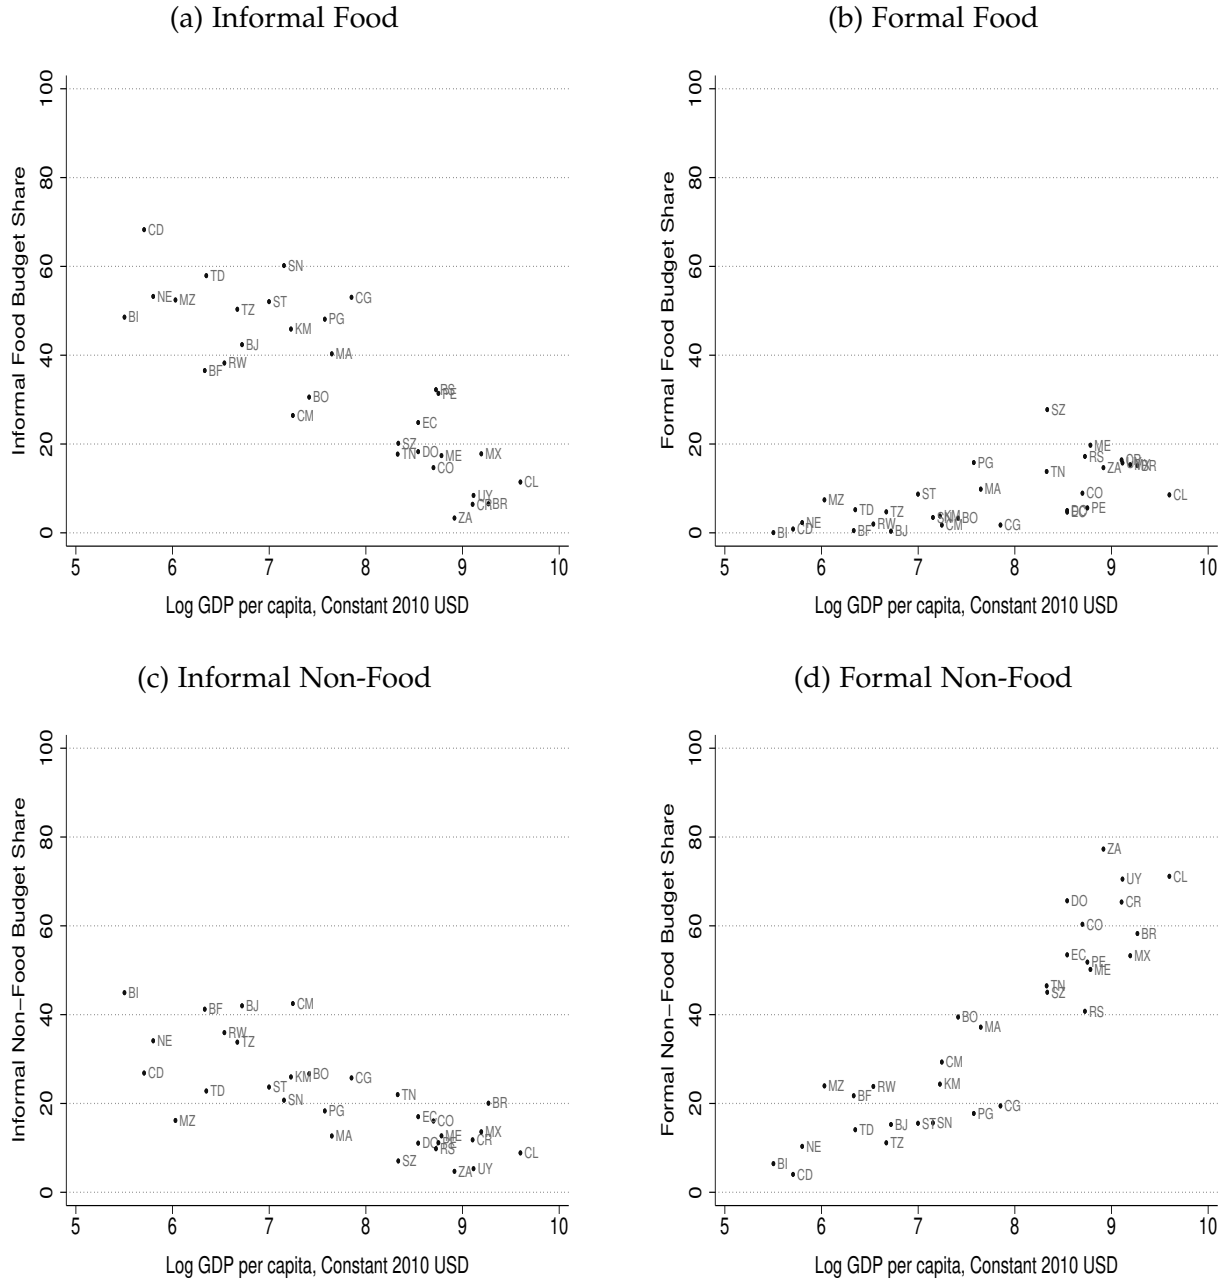 (a) Informal Food
(b) Formal Food
Informal Food Budget Share
0 20 40 60 80 100
CD
SN
TD
NE
MZ
ST
CG
BI
TZ
PG
KM
BJ
MA
RW
BF
RS
PE
BO
CM
EC
SZ
TN
DO
ME
MX
CO
CL
UY
CR
BR
ZA
5 6 7 8 9 10
Log GDP per capita, Constant 2010 USD
Formal Food Budget Share
0 20 40 60 80 100
SZ
ME
RS
PG
ZA
BR
TN
MA
ST
CO
CL
MZ
TD
TZ
PE
KM
BO
NE
RW
CM
CG
CD
BF
BJ
BI
5 6 7 8 9 10
Log GDP per capita, Constant 2010 USD
(c) Informal Non-Food
(d) Formal Non-Food
Informal Non−Food Budget Share
0 20 40 60 80 100
BI
BF
BJ
CM
RW
NE
TZ
CD
KM
BO
CG
TD
ST
SN
TN
BR
PG
MZ
EC
CO
MA
ME
MX
DO
PE
CR
RS
CL
SZ
ZA
UY
5 6 7 8 9 10
Log GDP per capita, Constant 2010 USD
Formal Non−Food Budget Share
0 20 40 60 80 100
ZA
UY
CL
DO
CR
CO
BR
EC
MX
PE
ME
TN
SZ
RS
BO
MA
CM
KM
MZ
RW
BF
CG
PG
TD
BJ
ST
SN
TZ
NE
BI
CD
5 6 7 8 9 10
Log GDP per capita, Constant 2010 USD